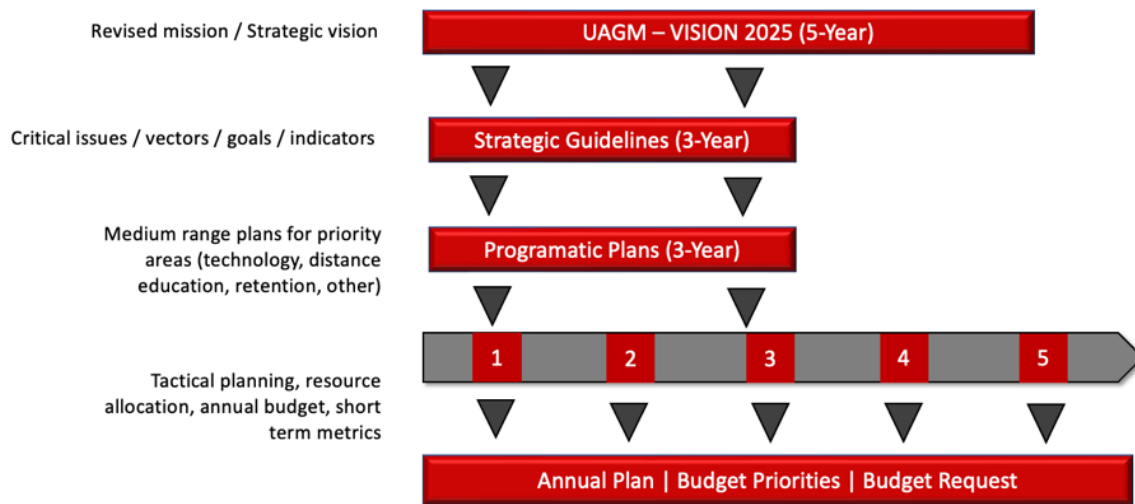 Revised mission / Strategic vision
UAGM – VISION 2025 (5-Year)
Critical issues / vectors / goals / indicators
Strategic Guidelines (3-Year)
Medium range plans for priority
areas (technology, distance
education, retention, other)
Programatic Plans (3-Year)
1 2 3 4 5
Tactical planning, resource
allocation, annual budget, short
term metrics
Annual Plan | Budget Priorities | Budget Request